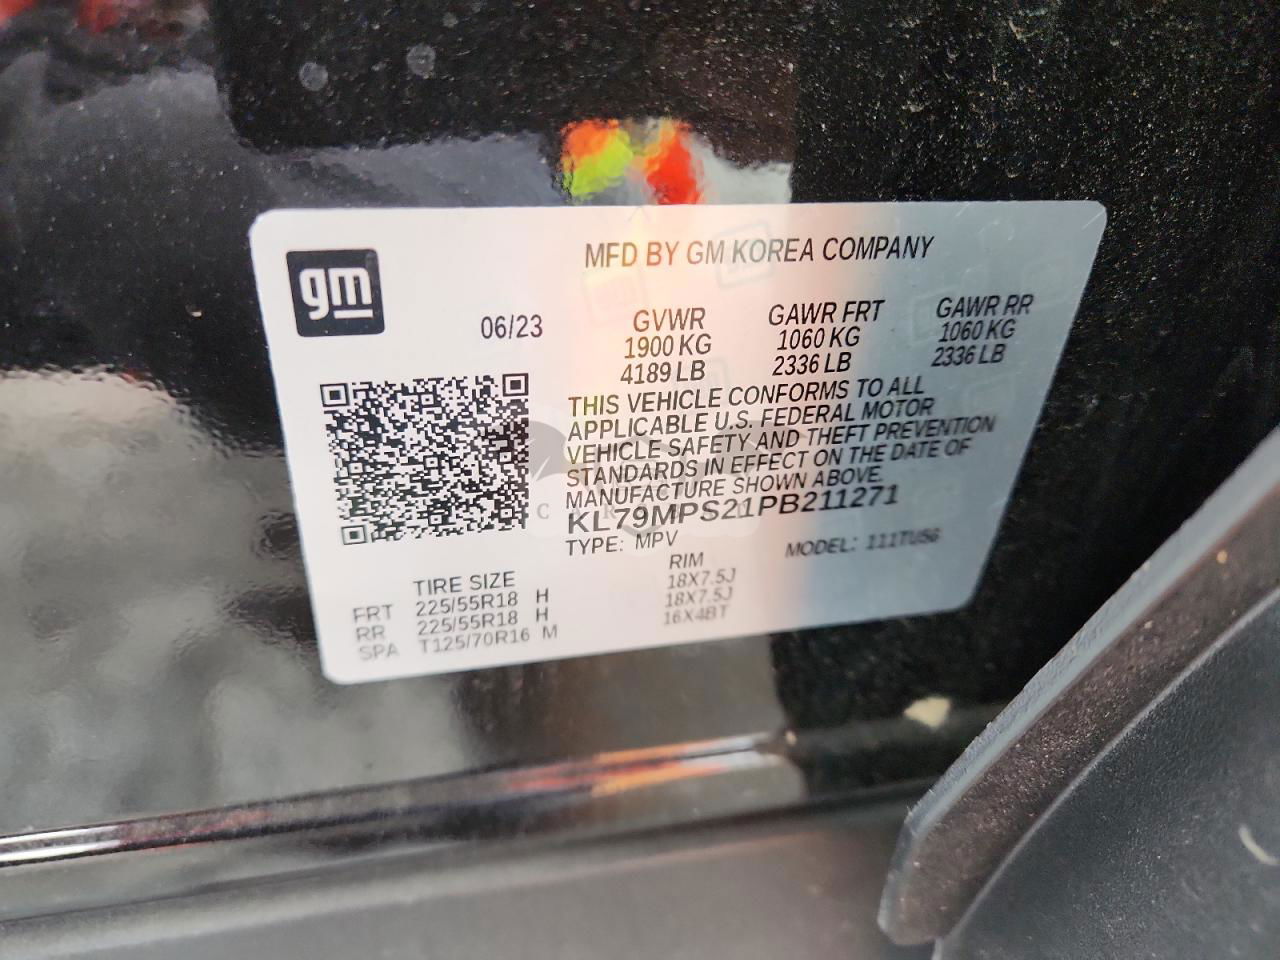 gm
MFD BY GM KOREA COMPANY
06/23
GVWR GAWR FRT GAWR RR
1900 KG 1060 KG 1060 KG
4189 LB 2336 LB 2336 LB
THIS VEHICLE CONFORMS TO ALL
APPLICABLE U.S. FEDERAL MOTOR
VEHICLE SAFETY AND THEFT PREVENTION
STANDARDS IN EFFECT ON THE DATE OF
MANUFACTURE SHOWN ABOVE.
KL79MPS21PB211271
TYPE: MPV MODEL: 111TU56
TIRE SIZE RIM
FRT 225/55R18 H 18X7.5J
RR 225/55R18 H 18X7.5J
SPA T125/70R16 M 16X4BT